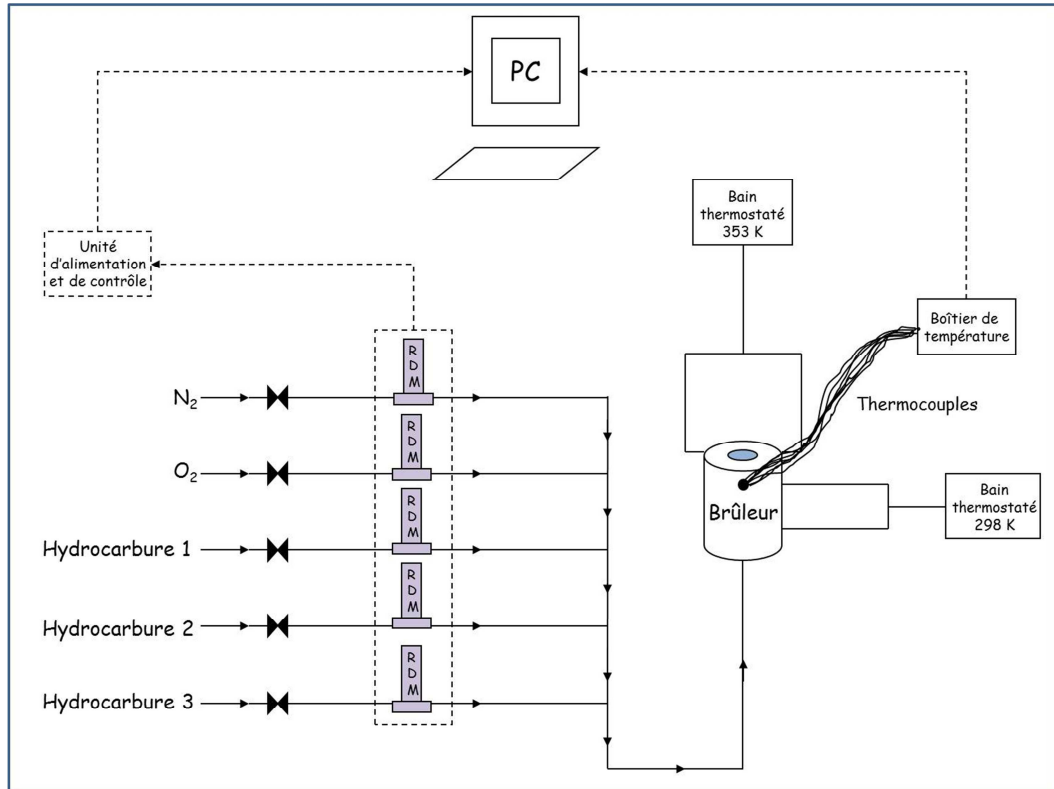 PC
Bain
thermostaté
353 K
Unité
d'alimentation
et de contrôle
Boîtier de
température
Thermocouples
N2
R
D
M
O2
R
D
M
Brûleur
Bain
thermostaté
298 K
Hydrocarbure 1
R
D
M
Hydrocarbure 2
R
D
M
Hydrocarbure 3
R
D
M